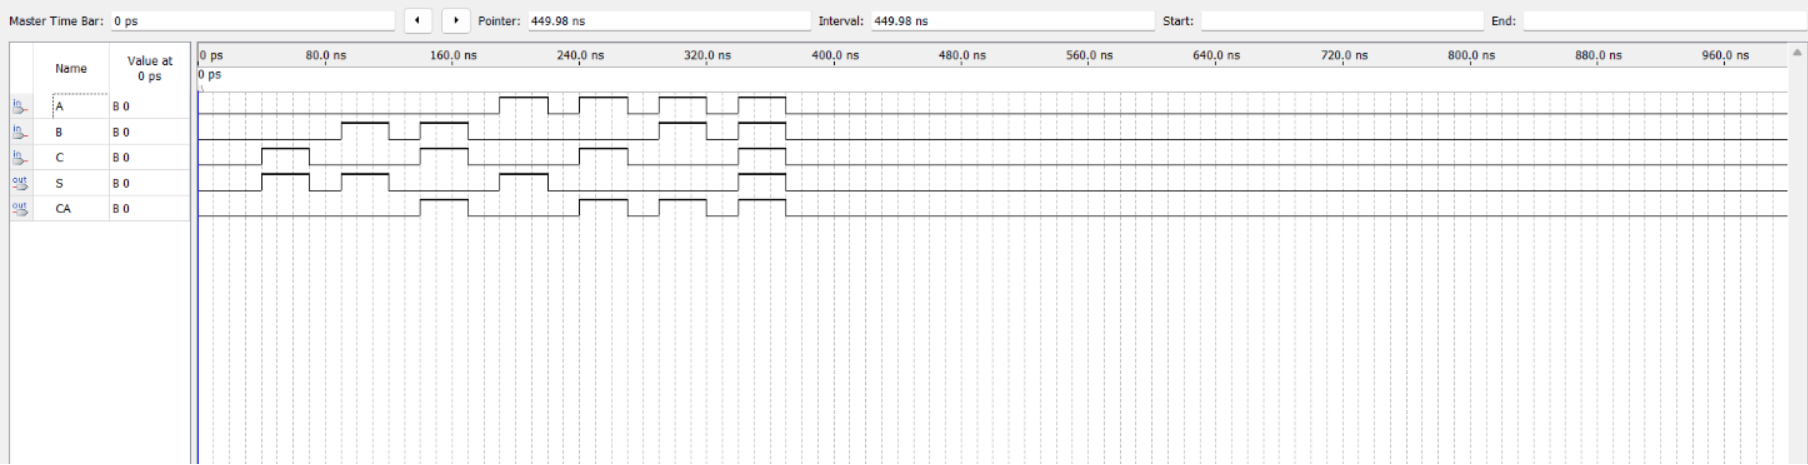 Master Time Bar: 0 ps Pointer: 449.98 ns Interval: 449.98 ns Start: End:
Name Value at 0 ps
0 ps 80.0 ns 160.0 ns 240.0 ns 320.0 ns 400.0 ns 480.0 ns 560.0 ns 640.0 ns 720.0 ns 800.0 ns 880.0 ns 960.0 ns
0 ps
in A B 0
in B B 0
in C B 0
out S B 0
out CA B 0